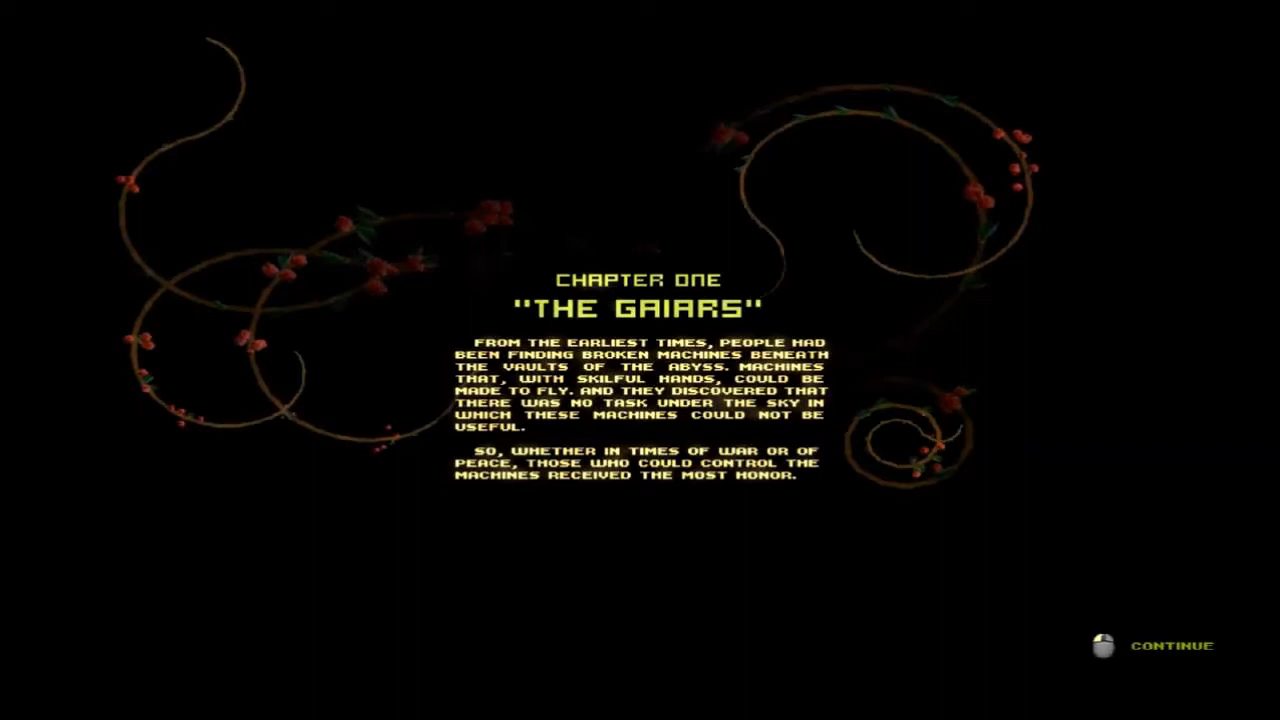 CHAPTER ONE
"THE GAIARS"
FROM THE EARLIEST TIMES, PEOPLE HAD
BEEN FINDING BROKEN MACHINES BENEATH
THE VAULTS OF THE ABYSS. MACHINES
THAT, WITH SKILFUL HANDS, COULD BE
MADE TO FLY. AND THEY DISCOVERED THAT
THERE WAS NO TASK UNDER THE SKY IN
WHICH THESE MACHINES COULD NOT BE
USEFUL.
SO, WHETHER IN TIMES OF WAR OR OF
PEACE, THOSE WHO COULD CONTROL THE
MACHINES RECEIVED THE MOST HONOR.
CONTINUE